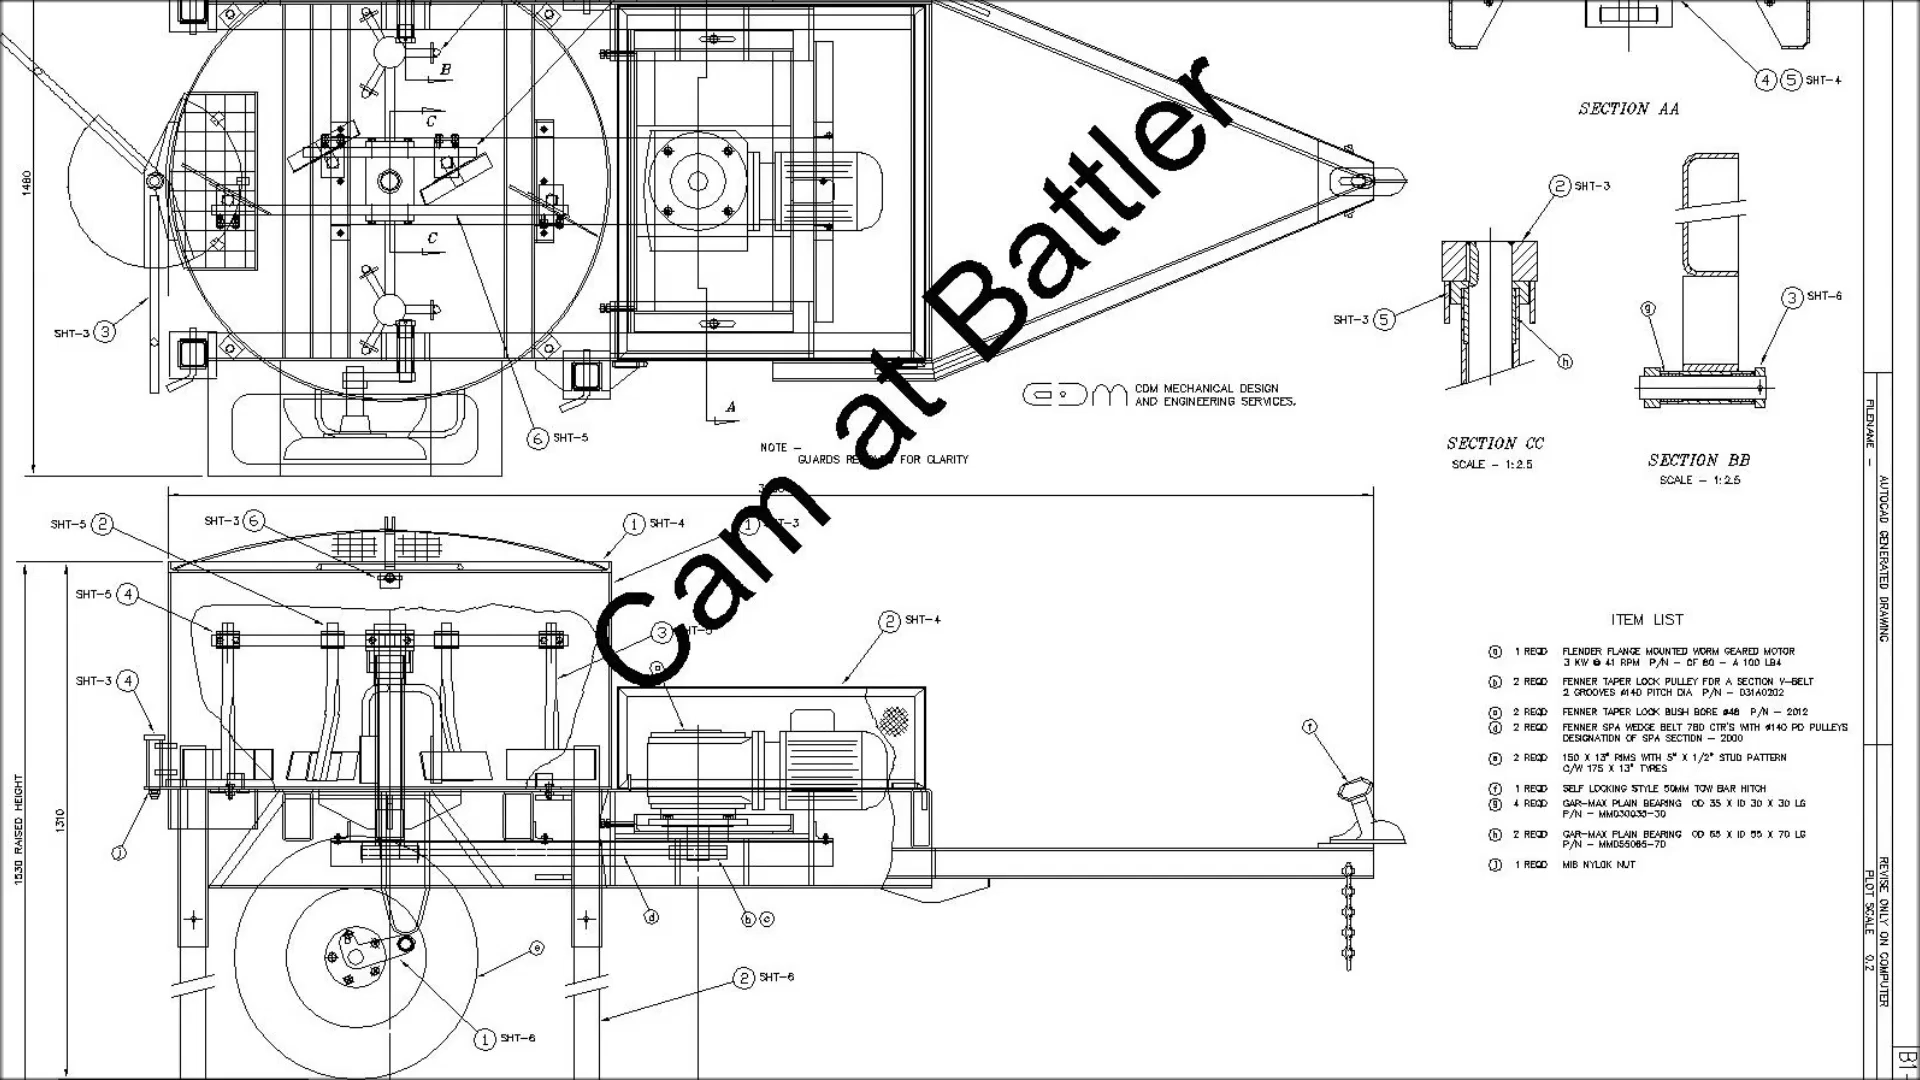 B
C
C
A
1480
SHT-3 3
6 SHT-5
NOTE -
GUARDS FOR CLARITY
CDM MECHANICAL DESIGN
AND ENGINEERING SERVICES.
4 5 SHT-4
SECTION AA
2 SHT-3
SHT-3 5
h
SECTION CC
SCALE - 1:2.5
g
3 SHT-6
SECTION BB
SCALE - 1:2.5
Cam at Battler
SHT-5 2
SHT-3 6
1 SHT-4
1 SHT-3
SHT-5 4
SHT-3 4
3
2 SHT-4
1530 RAISED HEIGHT
1310
j
d
b c
e
f
2 SHT-6
1 SHT-6
ITEM LIST
1 REQD FLENDER FLANGE MOUNTED WORM GEARED MOTOR
3 KW @ 41 RPM P/N - CF 60 - A 100 LB4
b 2 REQD FENNER TAPER LOCK PULLEY FOR A SECTION V-BELT
2 GROOVES ø140 PITCH DIA P/N - 031A0202
2 REQD FENNER TAPER LOCK BUSH BORE ø48 P/N - 2012
d 2 REQD FENNER SPA WEDGE BELT 780 CTR'S WITH ø140 PD PULLEYS
DESIGNATION OF SPA SECTION - 2000
e 2 REQD 150 X 13" RIMS WITH 5" X 1/2" STUD PATTERN
C/W 175 X 13" TYRES
f 1 REQD SELF LOCKING STYLE 50MM TOW BAR HITCH
g 4 REQD GAR-MAX PLAIN BEARING OD 35 X ID 30 X 30 LG
P/N - MM030035-30
h 2 REQD GAR-MAX PLAIN BEARING OD 65 X ID 55 X 70 LG
P/N - MM055065-70
j 1 REQD NYLOK NUT
FILENAME -
AUTOCAD GENERATED DRAWING
REVISE ONLY ON COMPUTER
PLOT SCALE 0.2
B1-